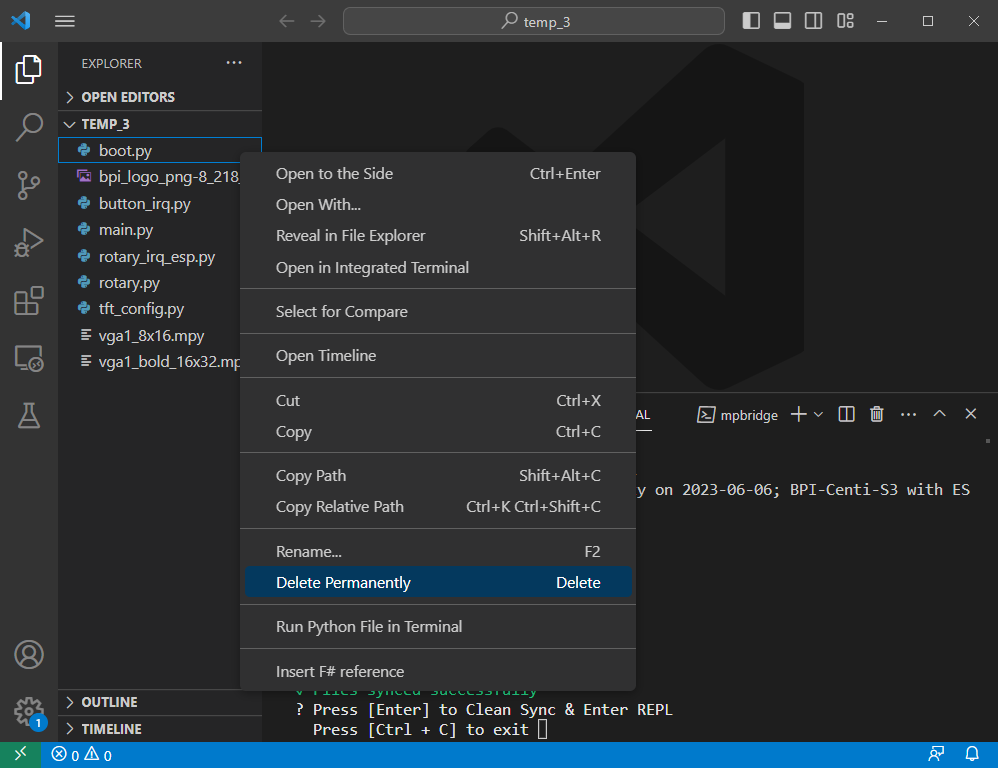 temp_3
EXPLORER
OPEN EDITORS
TEMP_3
boot.py
bpi_logo_png-8_218_
button_irq.py
main.py
rotary_irq_esp.py
rotary.py
tft_config.py
vga1_8x16.mpy
vga1_bold_16x32.mp
Open to the Side Ctrl+Enter
Open With...
Reveal in File Explorer Shift+Alt+R
Open in Integrated Terminal
Select for Compare
Open Timeline
Cut Ctrl+X
Copy Ctrl+C
Copy Path Shift+Alt+C
Copy Relative Path Ctrl+K Ctrl+Shift+C
Rename... F2
Delete Permanently Delete
Run Python File in Terminal
Insert F# reference
AL
mpbridge
y on 2023-06-06; BPI-Centi-S3 with ES
√ Files synced successfully
? Press [Enter] to Clean Sync & Enter REPL
Press [Ctrl + C] to exit
OUTLINE
TIMELINE
1
0 0